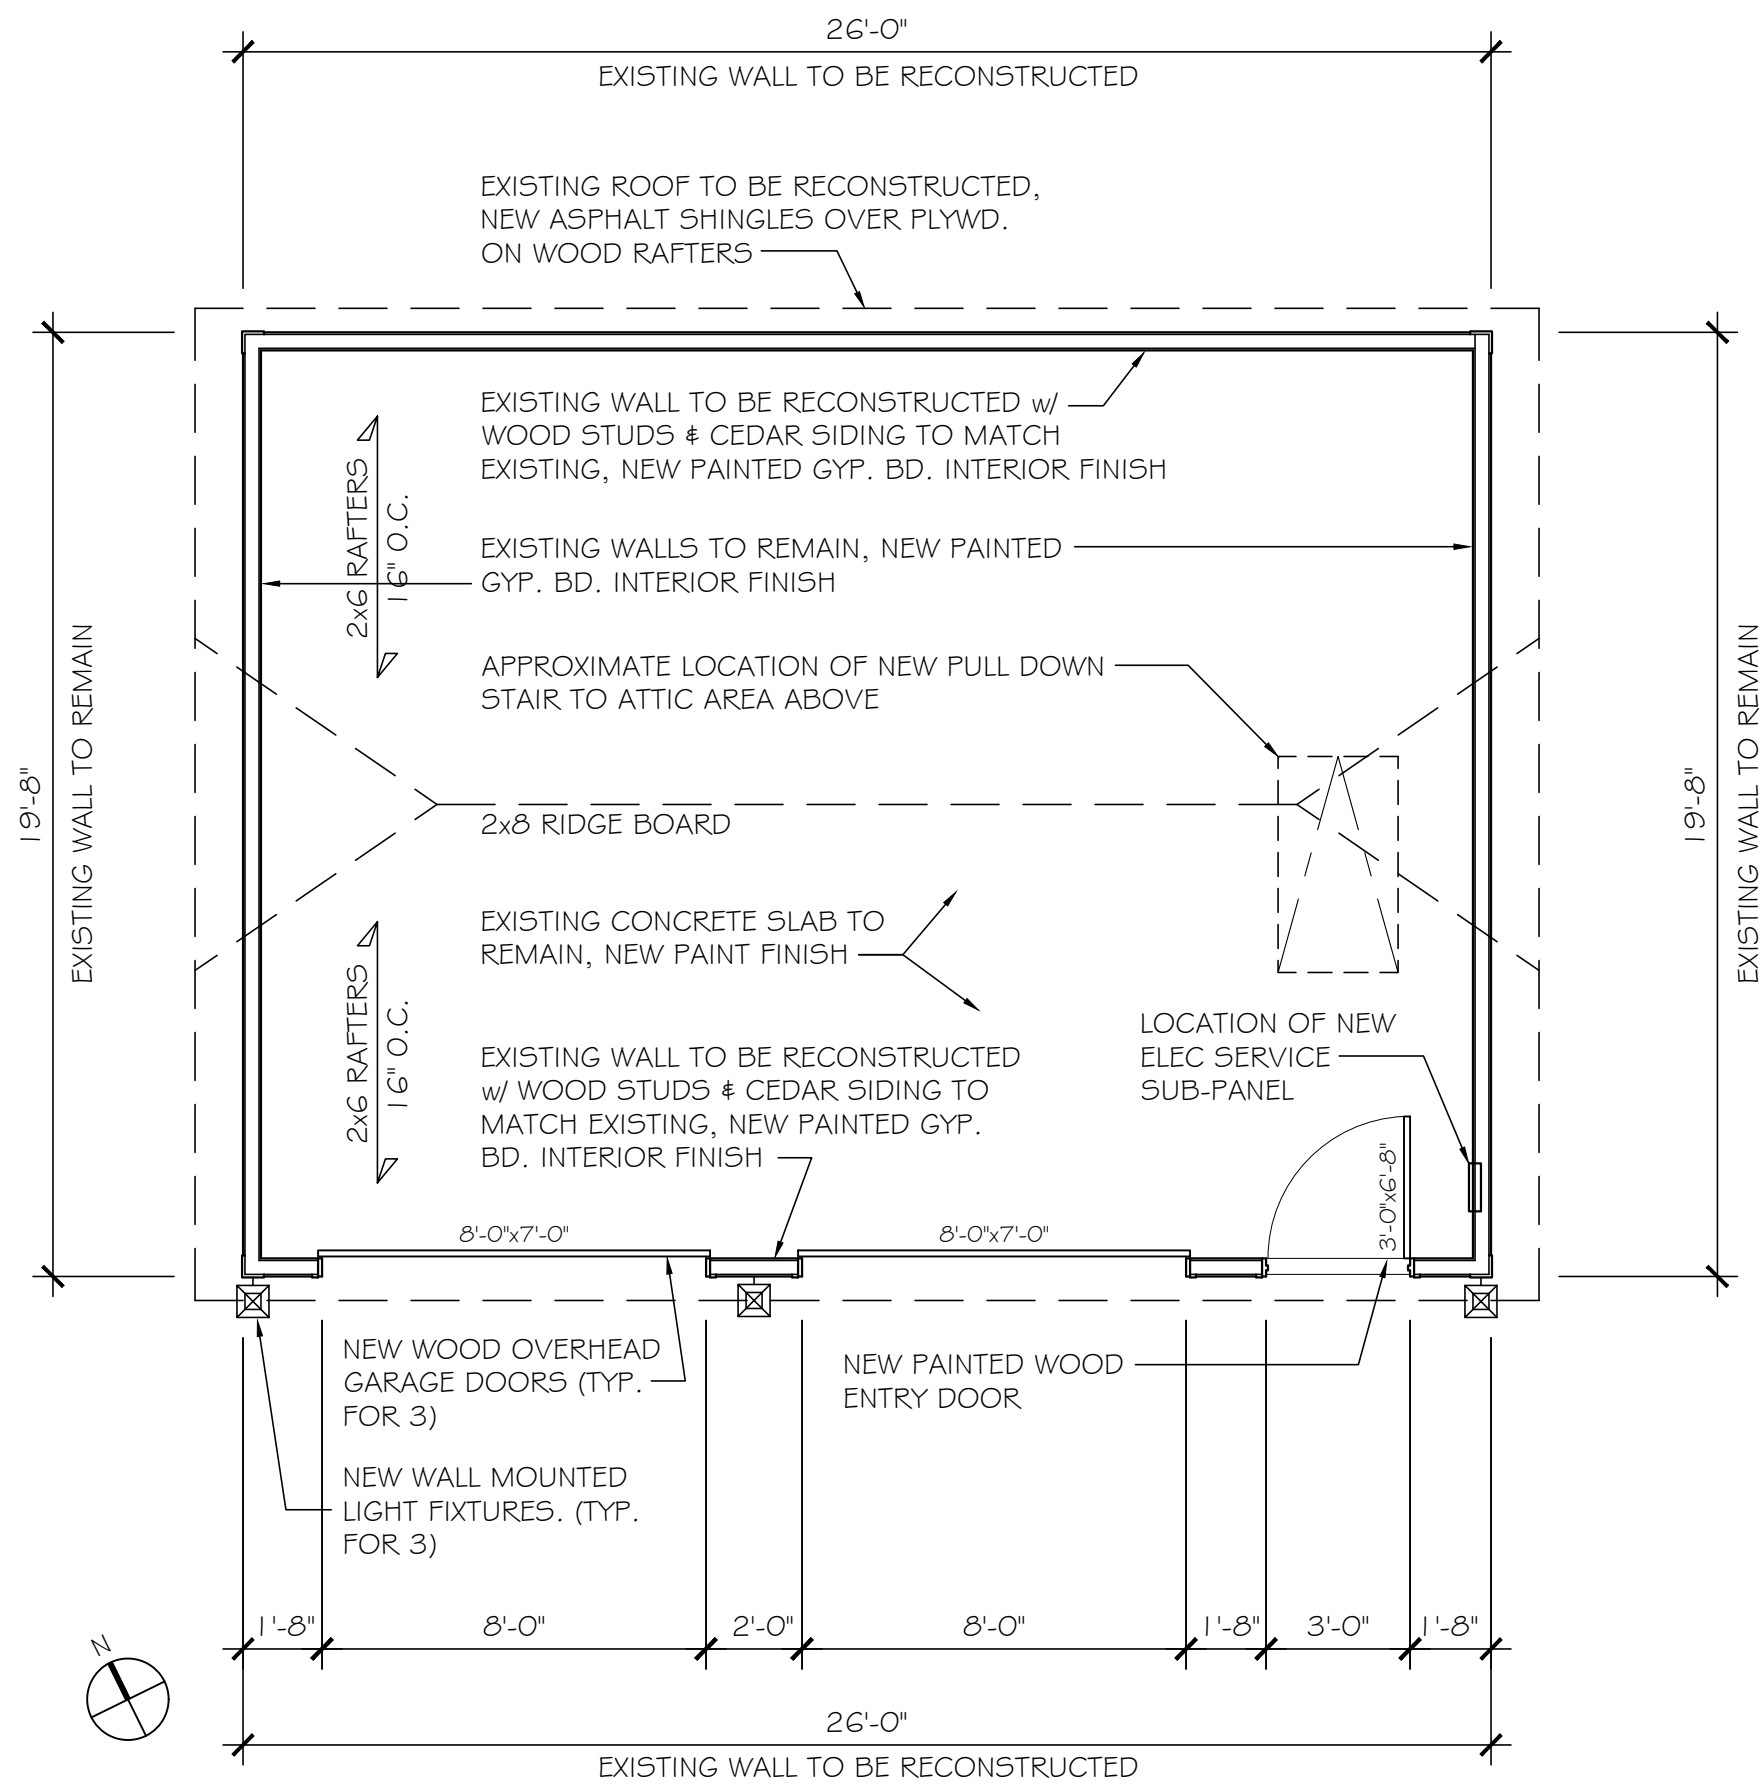 26'-0"
EXISTING WALL TO BE RECONSTRUCTED
EXISTING ROOF TO BE RECONSTRUCTED,
NEW ASPHALT SHINGLES OVER PLYWD.
ON WOOD RAFTERS
EXISTING WALL TO BE RECONSTRUCTED w/
WOOD STUDS & CEDAR SIDING TO MATCH
EXISTING, NEW PAINTED GYP. BD. INTERIOR FINISH
2x6 RAFTERS
16" O.C.
EXISTING WALLS TO REMAIN, NEW PAINTED
GYP. BD. INTERIOR FINISH
APPROXIMATE LOCATION OF NEW PULL DOWN
STAIR TO ATTIC AREA ABOVE
19'-8"
EXISTING WALL TO REMAIN
2x8 RIDGE BOARD
19'-8"
EXISTING WALL TO REMAIN
EXISTING CONCRETE SLAB TO
REMAIN, NEW PAINT FINISH
2x6 RAFTERS
16" O.C.
LOCATION OF NEW
ELEC SERVICE
SUB-PANEL
EXISTING WALL TO BE RECONSTRUCTED
w/ WOOD STUDS & CEDAR SIDING TO
MATCH EXISTING, NEW PAINTED GYP.
BD. INTERIOR FINISH
8'-0"x7'-0"
8'-0"x7'-0"
3'-0"x6'-8"
NEW WOOD OVERHEAD
GARAGE DOORS (TYP.
FOR 3)
NEW PAINTED WOOD
ENTRY DOOR
NEW WALL MOUNTED
LIGHT FIXTURES. (TYP.
FOR 3)
1'-8"
8'-0"
2'-0"
8'-0"
1'-8"
3'-0"
1'-8"
N
26'-0"
EXISTING WALL TO BE RECONSTRUCTED